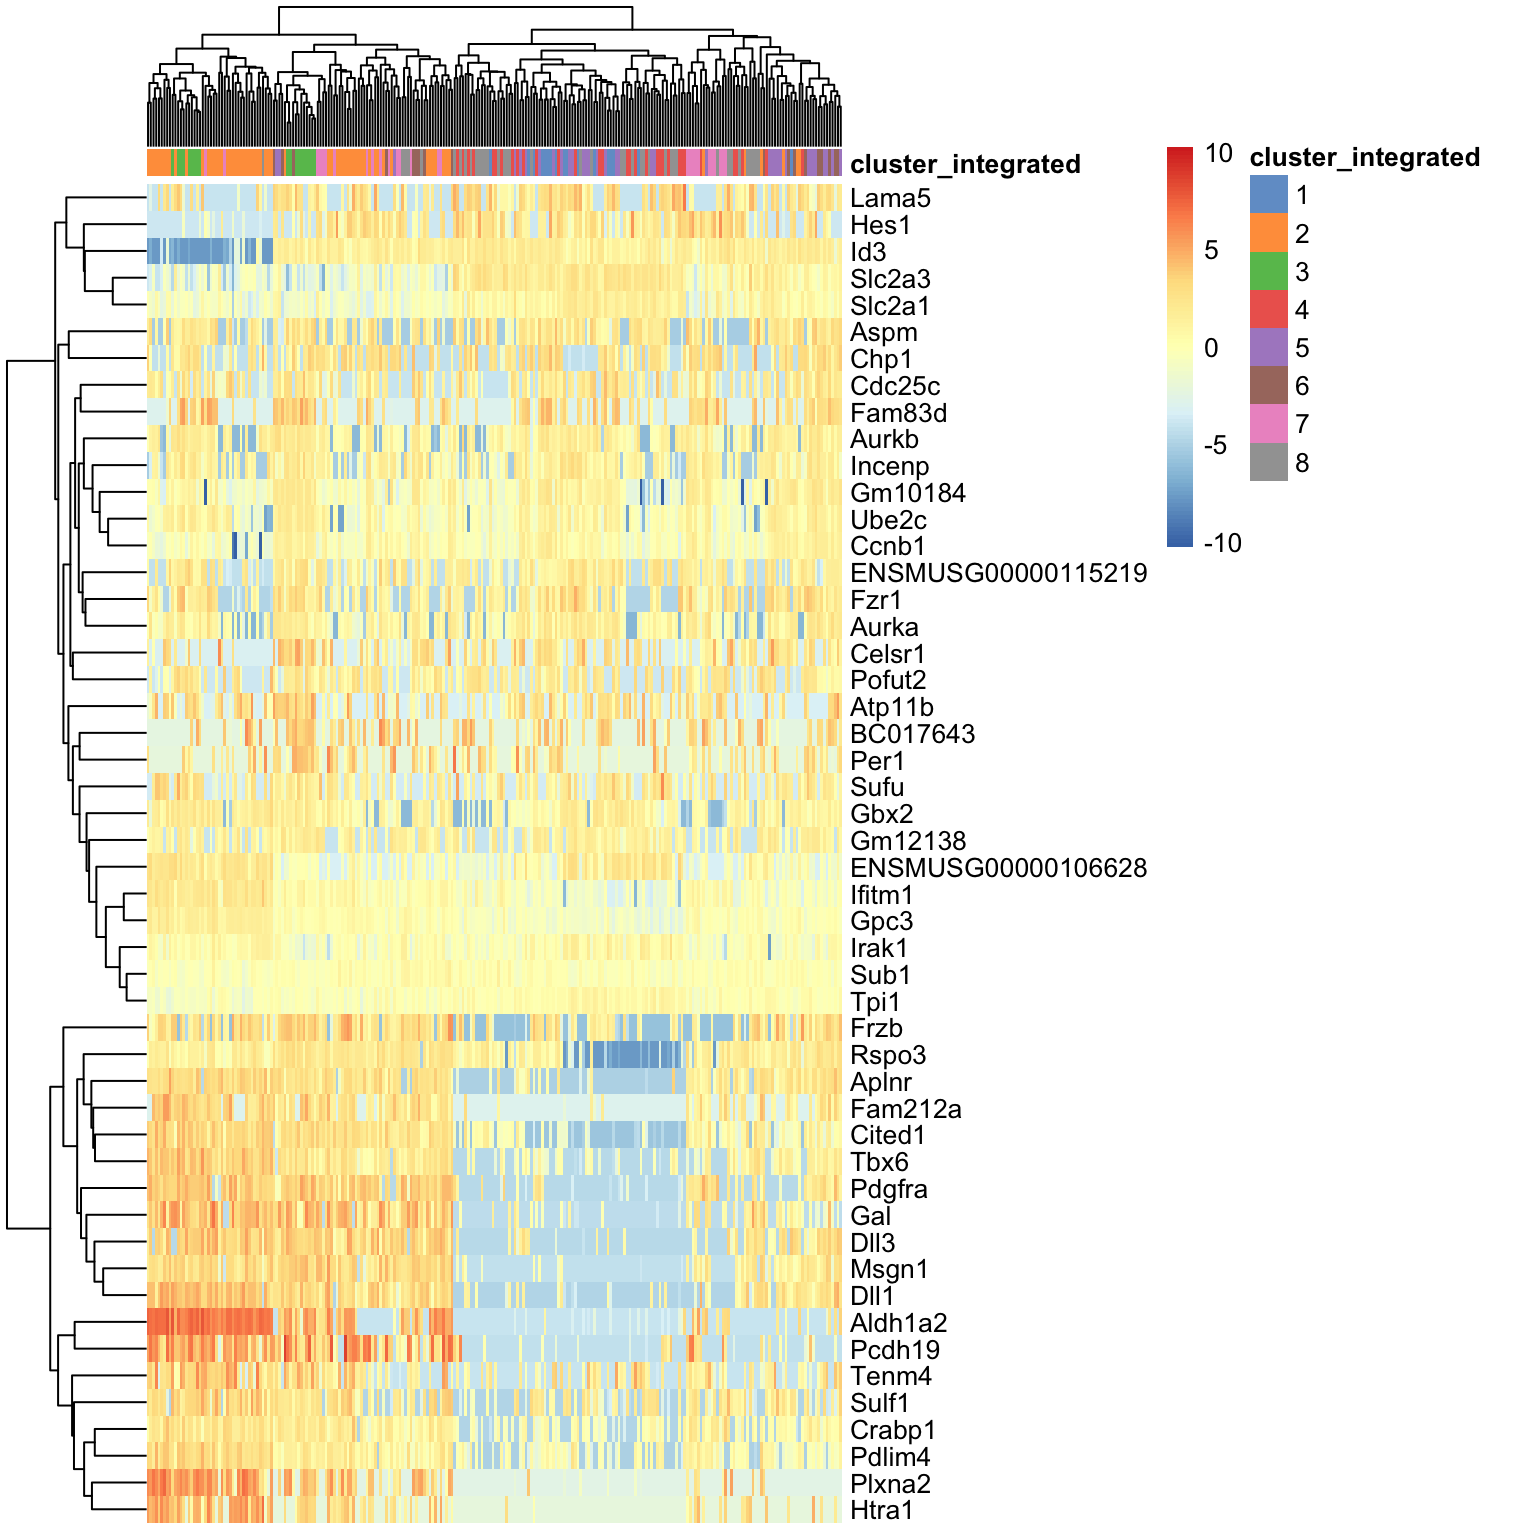 cluster_integrated
Lama5
Hes1
Id3
Slc2a3
Slc2a1
Aspm
Chp1
Cdc25c
Fam83d
Aurkb
Incenp
Gm10184
Ube2c
Ccnb1
ENSMUSG00000115219
Fzr1
Aurka
Celsr1
Pofut2
Atp11b
BC017643
Per1
Sufu
Gbx2
Gm12138
ENSMUSG00000106628
Ifitm1
Gpc3
Irak1
Sub1
Tpi1
Frzb
Rspo3
Aplnr
Fam212a
Cited1
Tbx6
Pdgfra
Gal
Dll3
Msgn1
Dll1
Aldh1a2
Pcdh19
Tenm4
Sulf1
Crabp1
Pdlim4
Plxna2
Htra1
10
5
0
-5
-10
cluster_integrated
1
2
3
4
5
6
7
8